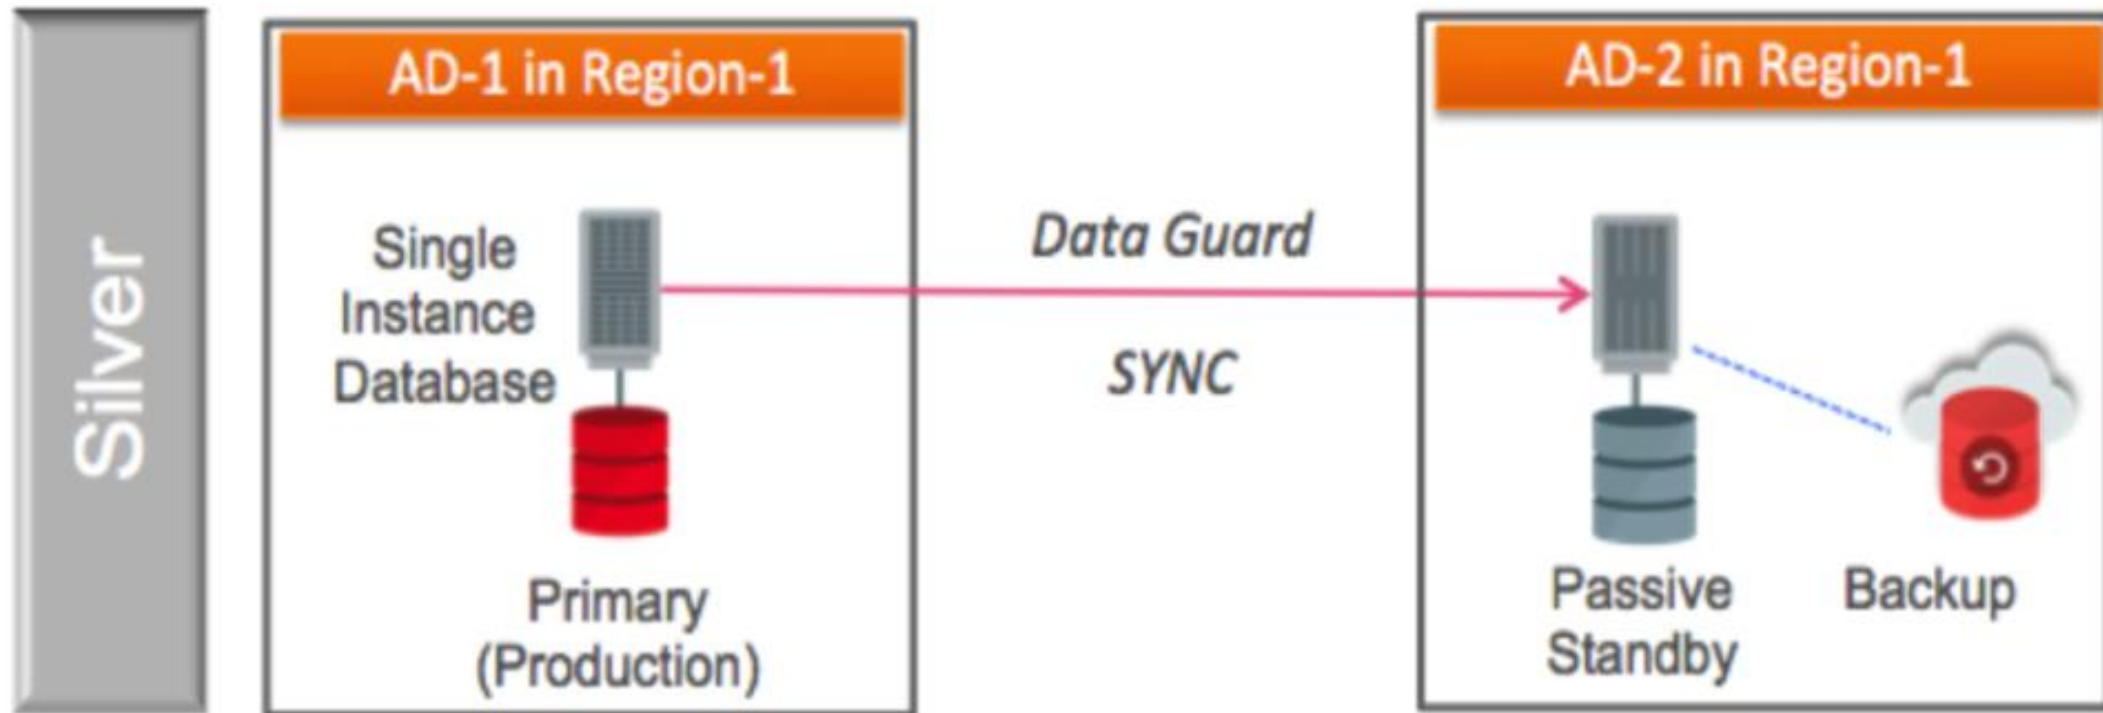 Silver
AD-1 in Region-1
Single
Instance
Database
Primary
(Production)
Data Guard
SYNC
AD-2 in Region-1
Passive
Standby
Backup